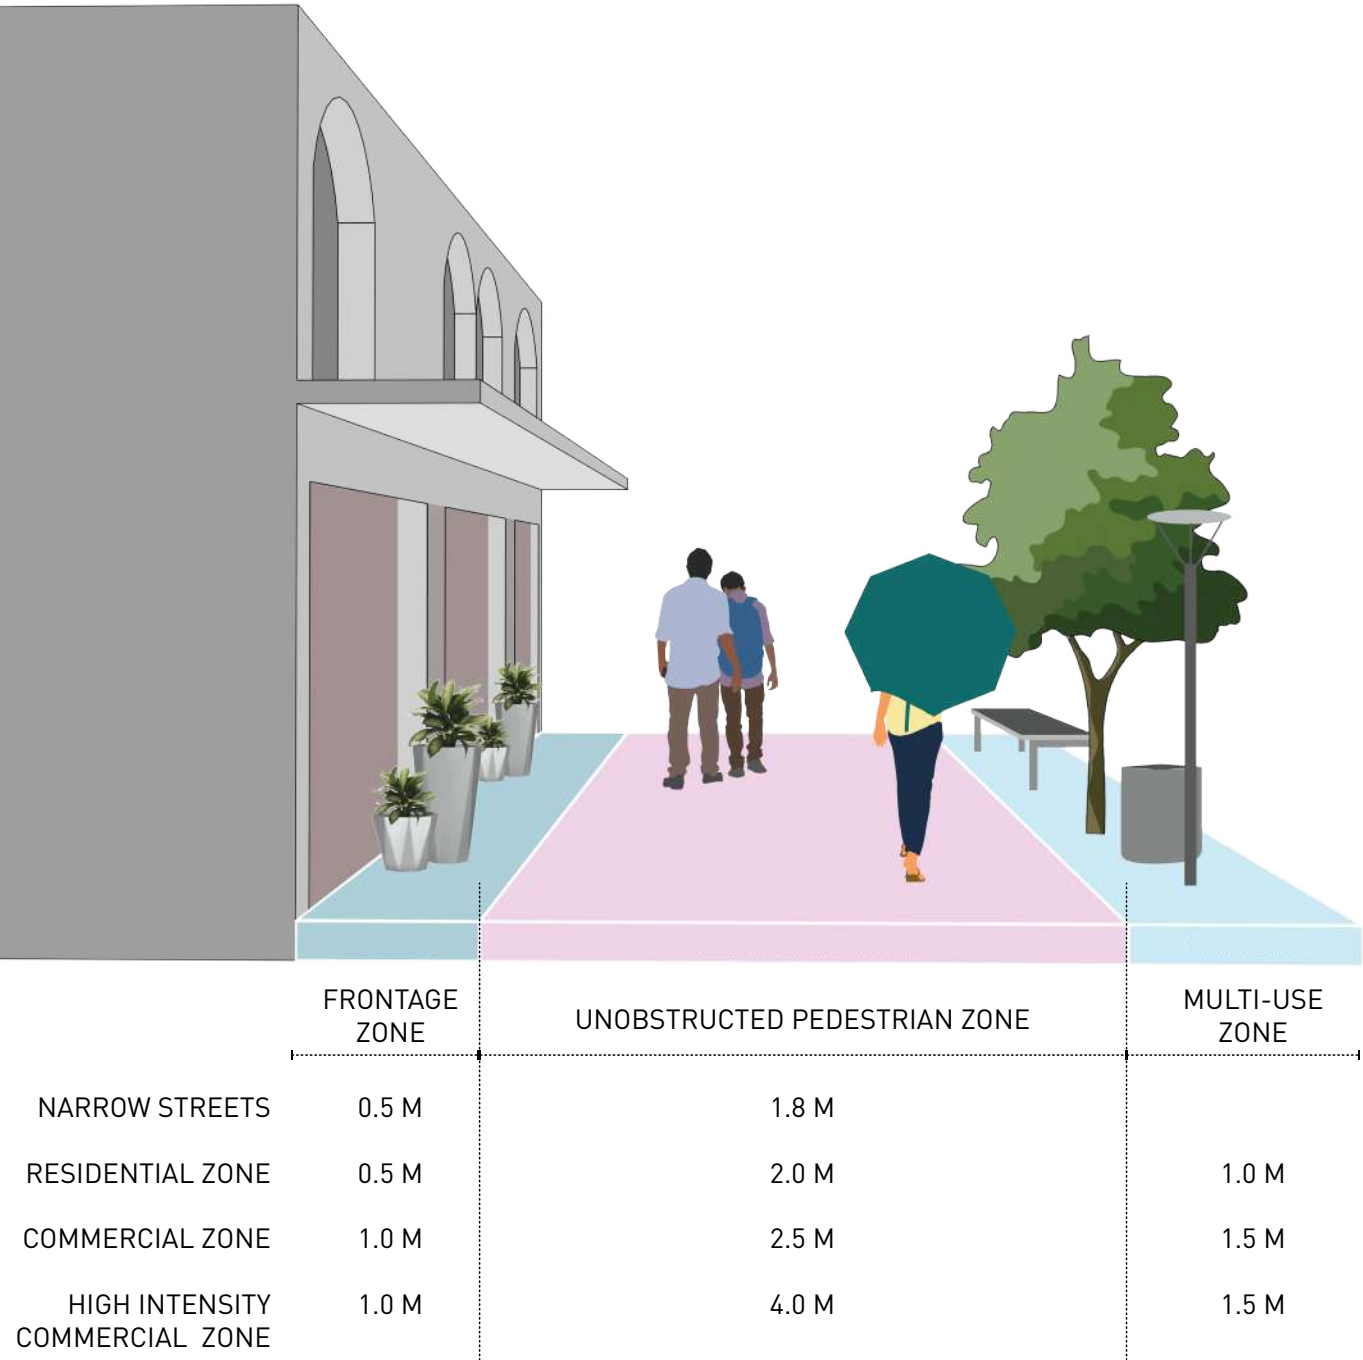 FRONTAGE
ZONE
UNOBSTRUCTED PEDESTRIAN ZONE
MULTI-USE
ZONE
NARROW STREETS 0.5 M 1.8 M
RESIDENTIAL ZONE 0.5 M 2.0 M 1.0 M
COMMERCIAL ZONE 1.0 M 2.5 M 1.5 M
HIGH INTENSITY 1.0 M 4.0 M 1.5 M
COMMERCIAL ZONE